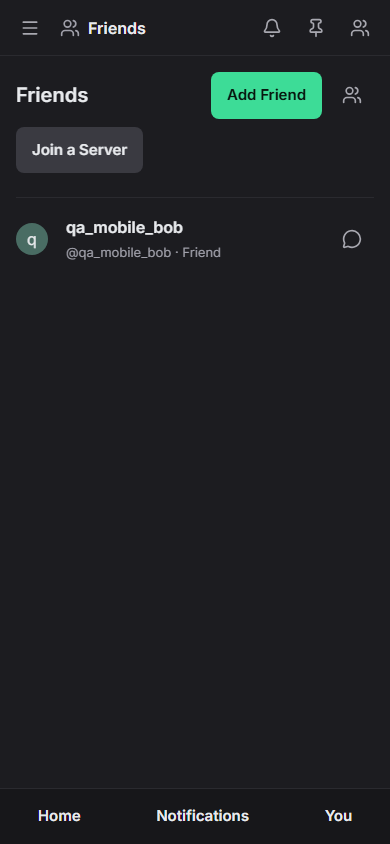 Friends
Friends
Add Friend
Join a Server
q
qa_mobile_bob
@qa_mobile_bob · Friend
Home
Notifications
You